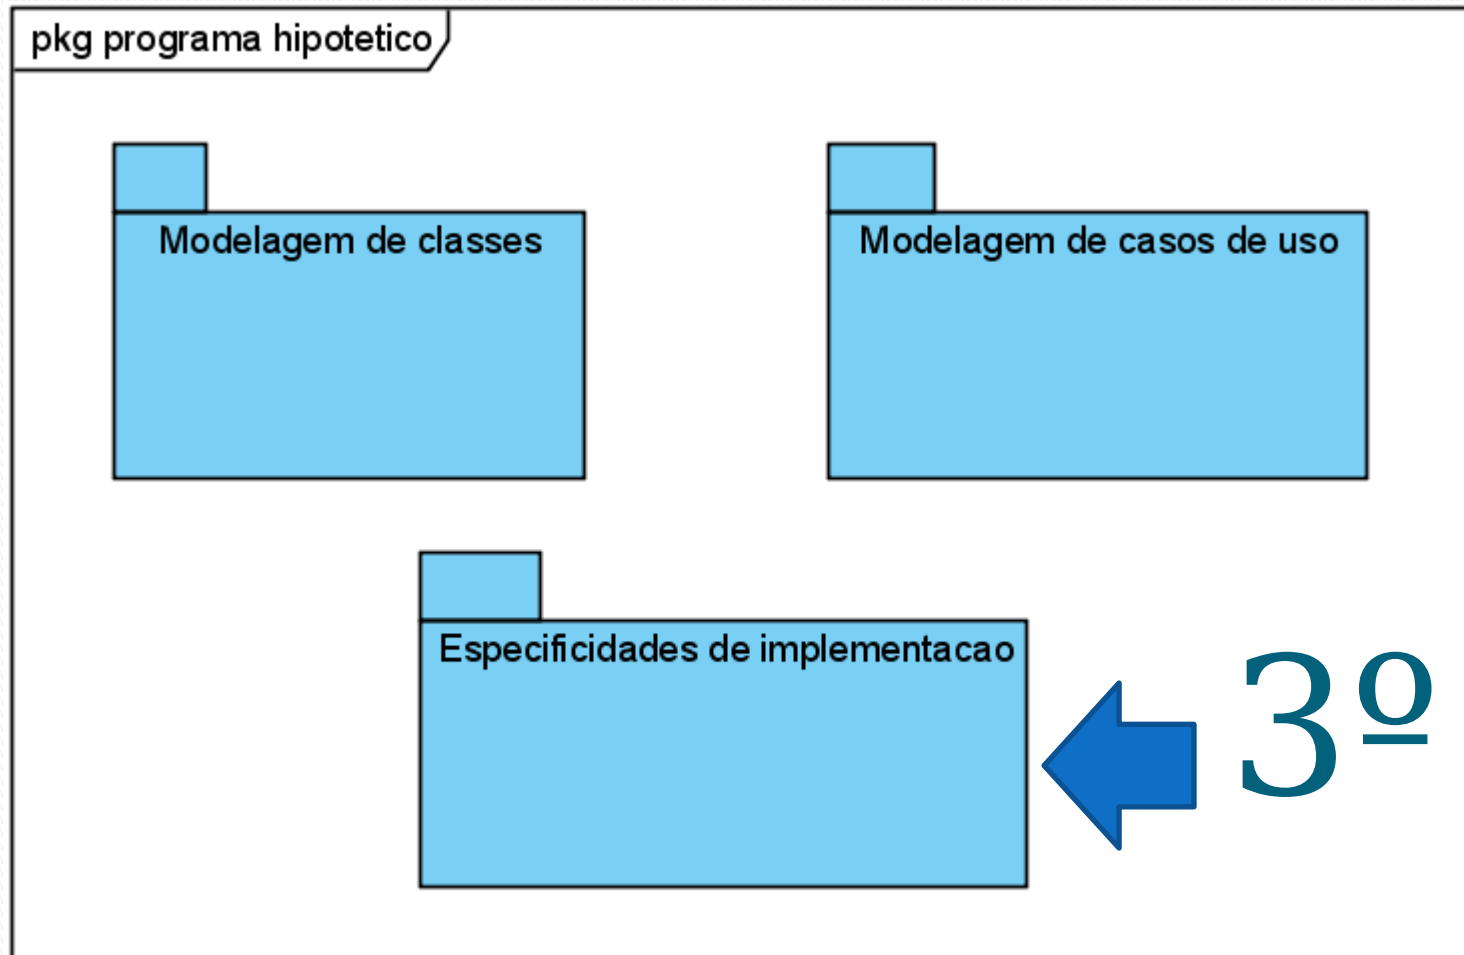 pkg programa hipotetico
Modelagem de classes
Modelagem de casos de uso
Especificidades de implementacao
3º